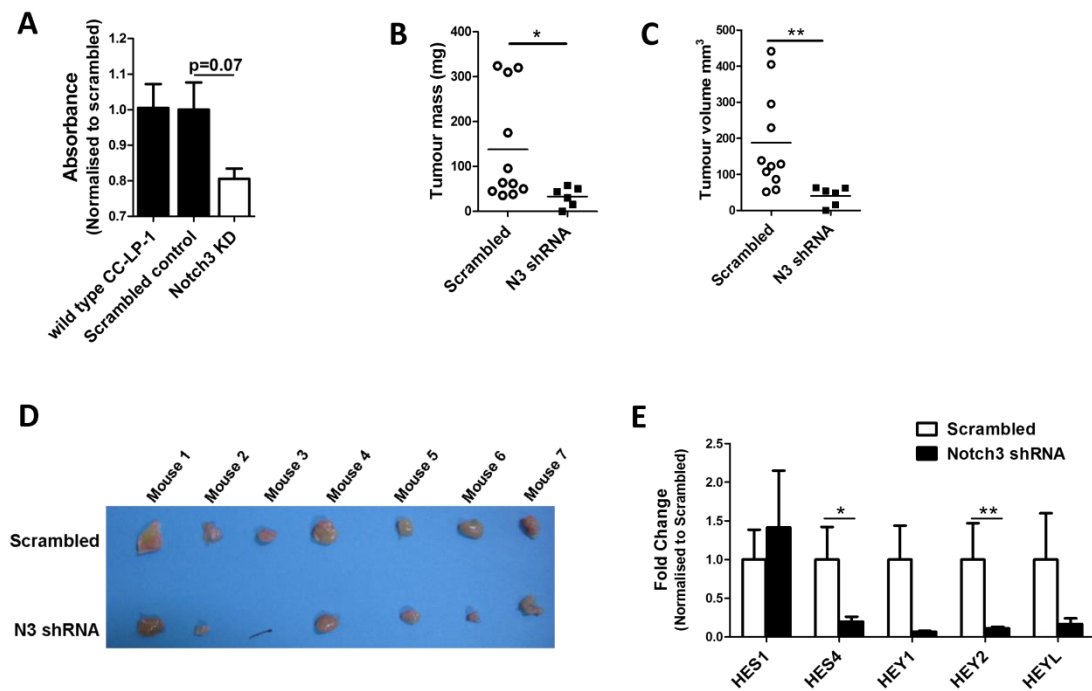 A
Absorbance
(Normalised to scrambled)
1.2
1.1
1.0
0.9
0.8
0.7
p=0.07
wild type CC-LP-1
Scrambled control
Notch3 KD
B
Tumour mass (mg)
400
300
200
100
0
*
Scrambled
N3 shRNA
C
Tumour volume mm³
500
400
300
200
100
0
**
Scrambled
N3 shRNA
D
Mouse 1
Mouse 2
Mouse 3
Mouse 4
Mouse 5
Mouse 6
Mouse 7
Scrambled
N3 shRNA
E
Scrambled
Notch3 shRNA
Fold Change
(Normalised to Scrambled)
2.5
2.0
1.5
1.0
0.5
0.0
*
**
HES1
HES4
HEY1
HEY2
HEYL